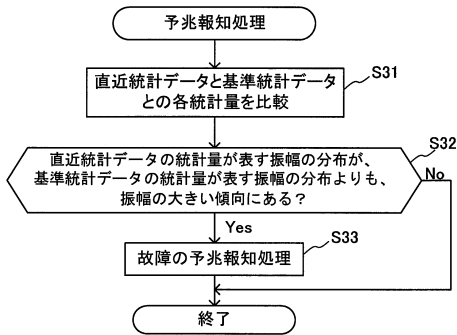 予兆報知処理
S31
直近統計データと基準統計データ
との各統計量を比較
S32
直近統計データの統計量が表す振幅の分布が、
基準統計データの統計量が表す振幅の分布よりも、
振幅の大きい傾向にある？
No
Yes
S33
故障の予兆報知処理
終了